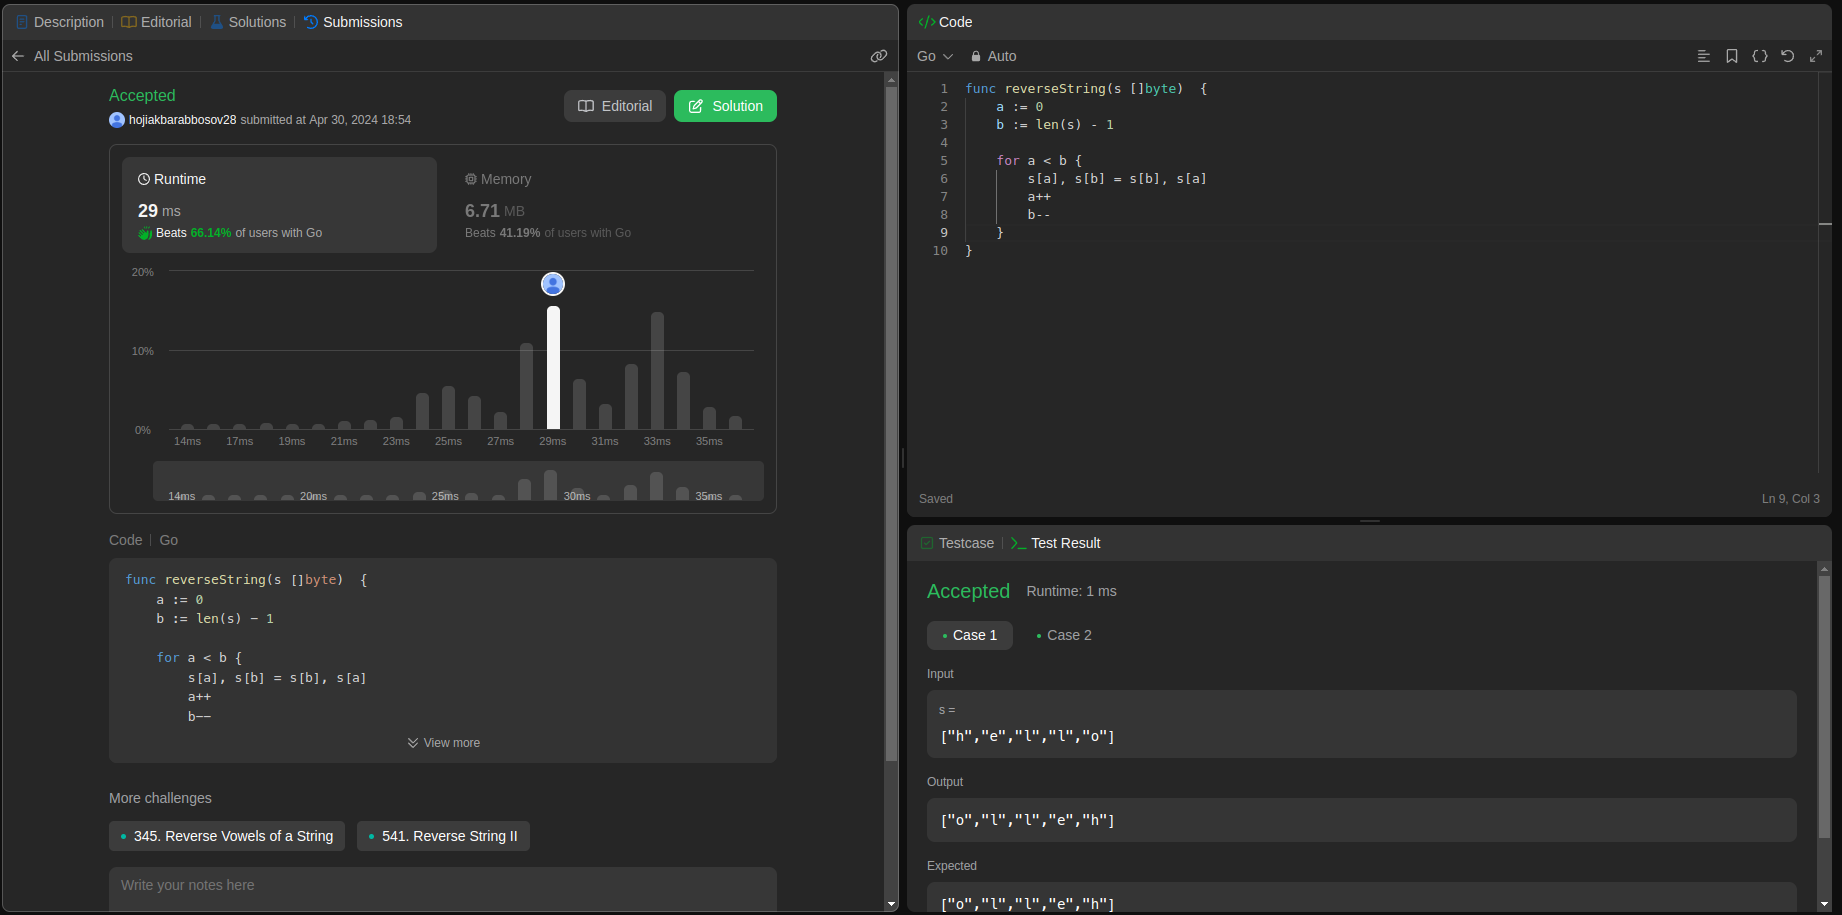 Description Editorial Solutions Submissions
All Submissions
Accepted
hojiakbarabbosov28 submitted at Apr 30, 2024 18:54
Editorial
Solution
Runtime
29 ms
Beats 66.14% of users with Go
Memory
6.71 MB
Beats 41.19% of users with Go
20%
10%
0%
14ms 17ms 19ms 21ms 23ms 25ms 27ms 29ms 31ms 33ms 35ms
14ms 20ms 25ms 30ms 35ms
Code Go
func reverseString(s []byte)  {
    a := 0
    b := len(s) - 1
    for a < b {
        s[a], s[b] = s[b], s[a]
        a++
        b--
View more
More challenges
345. Reverse Vowels of a String
541. Reverse String II
Write your notes here
</> Code
Go Auto
1 func reverseString(s []byte)  {
2     a := 0
3     b := len(s) - 1
4
5     for a < b {
6         s[a], s[b] = s[b], s[a]
7         a++
8         b--
9     }
10 }
Saved
Ln 9, Col 3
Testcase >_ Test Result
Accepted Runtime: 1 ms
Case 1
Case 2
Input
s =
["h","e","l","l","o"]
Output
["o","l","l","e","h"]
Expected
["o","l","l","e","h"]